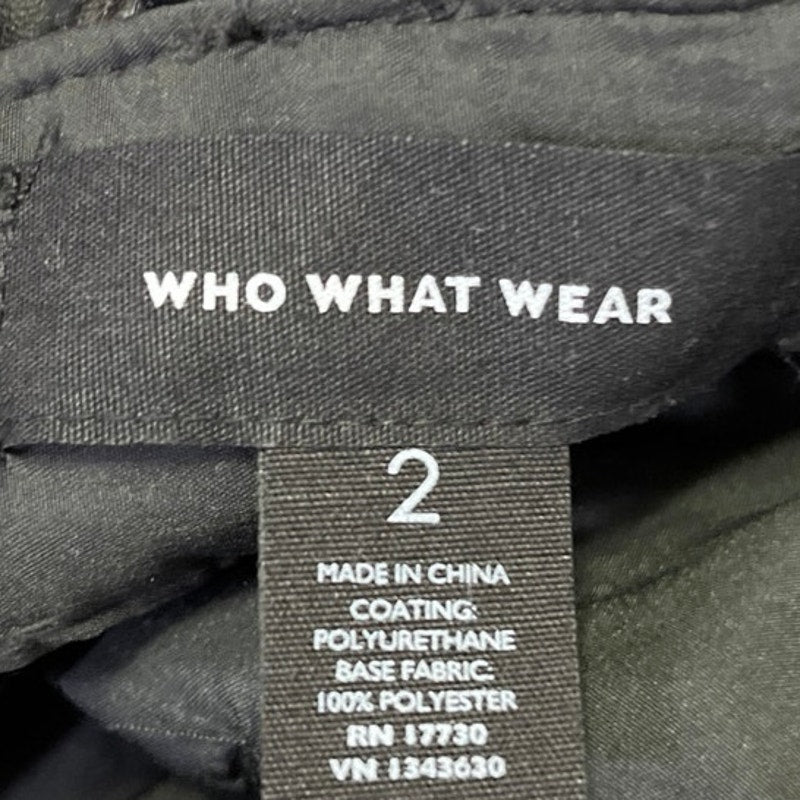 WHO WHAT WEAR
2
MADE IN CHINA
COATING:
POLYURETHANE
BASE FABRIC:
100% POLYESTER
RN 17730
VN 1343630